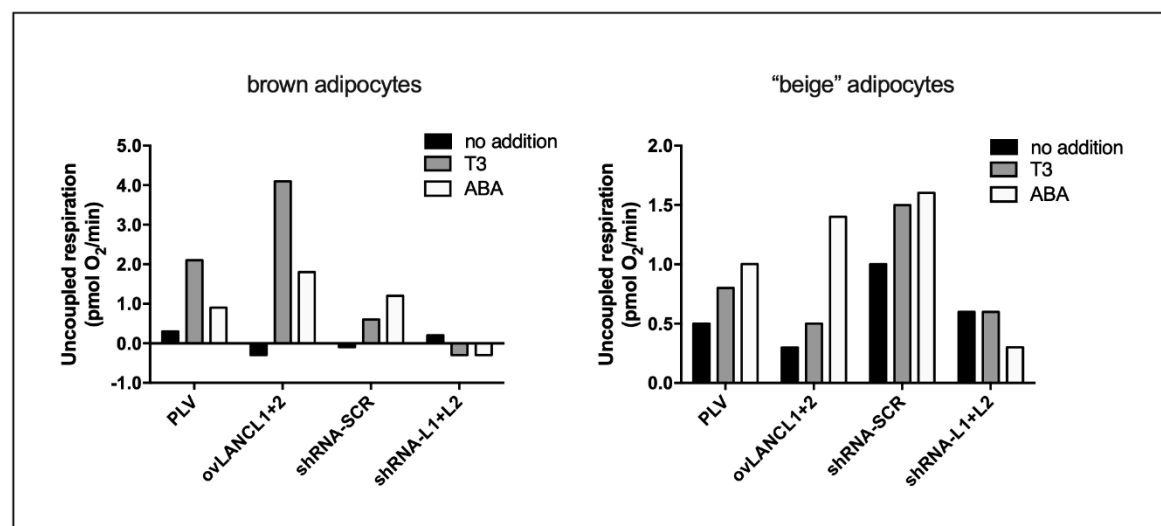 brown adipocytes
no addition
T3
ABA
Uncoupled respiration
(pmol O2/min)
5.0
4.0
3.0
2.0
1.0
0.0
-1.0
PLV
ovLANCL1+2
shRNA-SCR
shRNA-L1+L2
“beige” adipocytes
no addition
T3
ABA
Uncoupled respiration
(pmol O2/min)
2.0
1.5
1.0
0.5
0.0
PLV
ovLANCL1+2
shRNA-SCR
shRNA-L1+L2